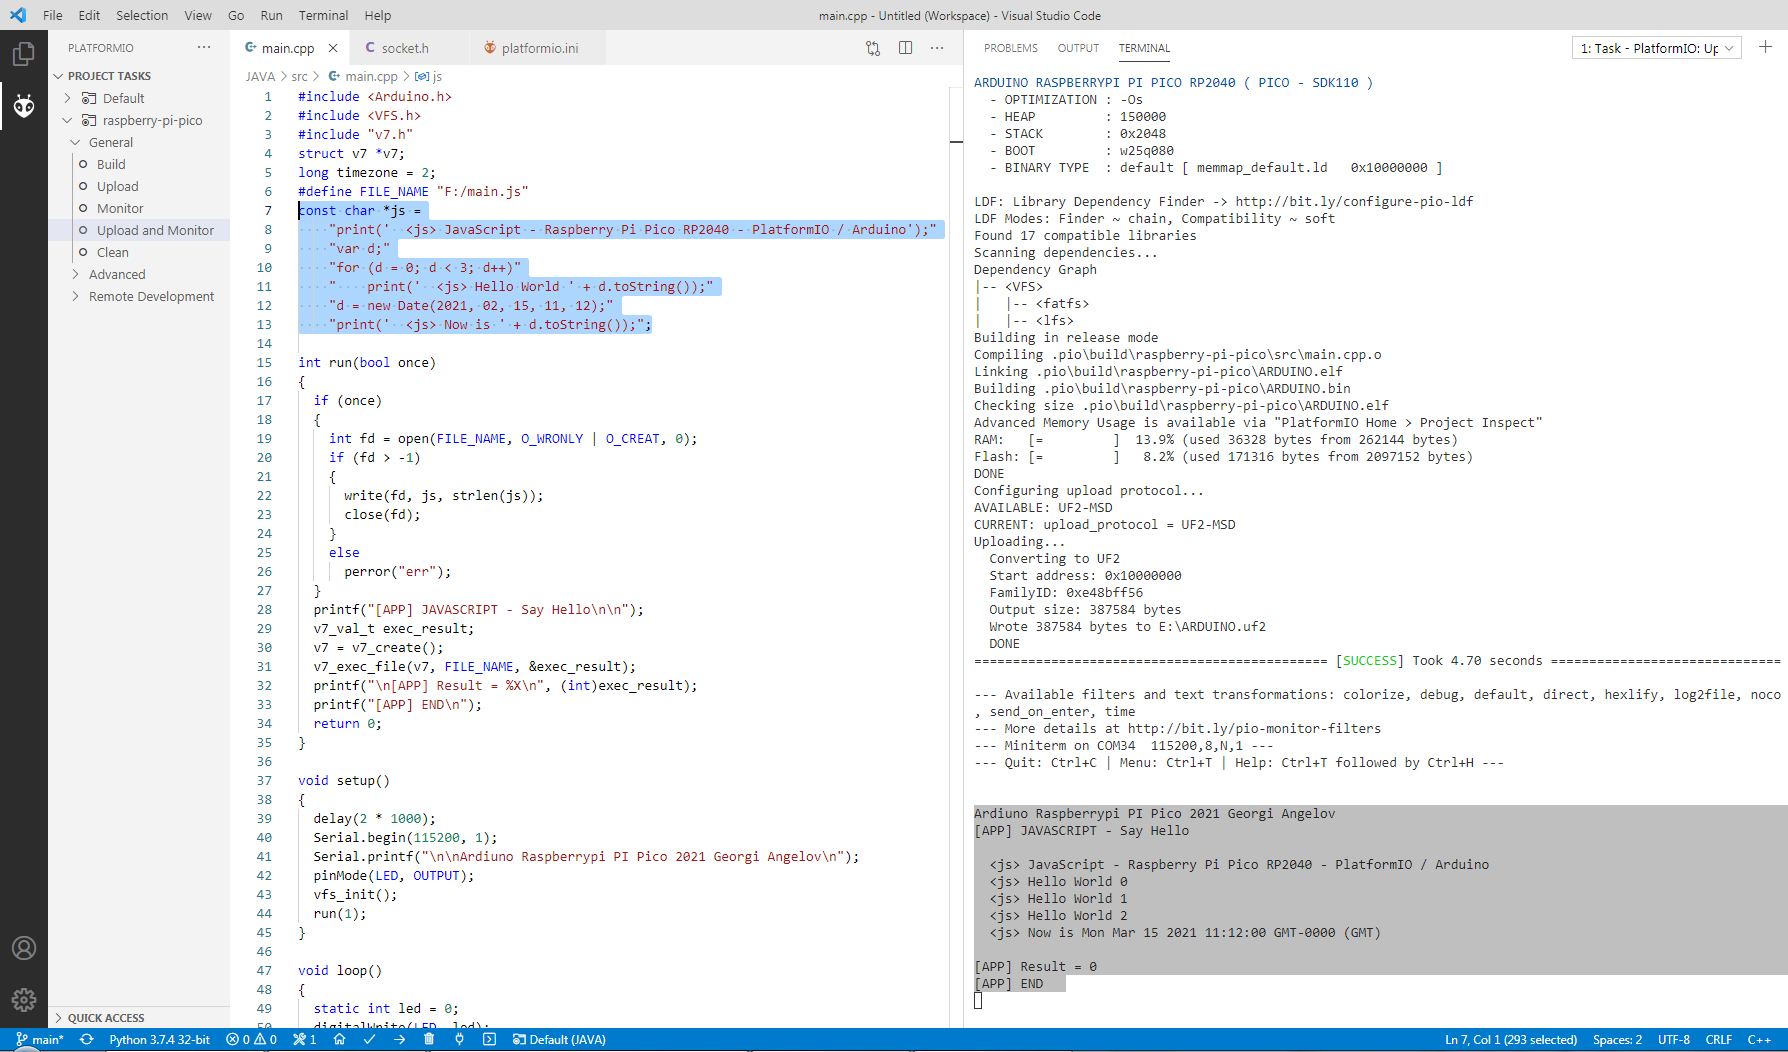 File Edit Selection View Go Run Terminal Help
main.cpp - Untitled (Workspace) - Visual Studio Code
PLATFORMIO ···
PROJECT TASKS
Default
raspberry-pi-pico
General
Build
Upload
Monitor
Upload and Monitor
Clean
Advanced
Remote Development
QUICK ACCESS
main.cpp socket.h platformio.ini
JAVA > src > main.cpp > js
1 #include <Arduino.h>
2 #include <VFS.h>
3 #include "v7.h"
4 struct v7 *v7;
5 long timezone = 2;
6 #define FILE_NAME "F:/main.js"
7 const char *js =
8 "print('  <js> JavaScript - Raspberry Pi Pico RP2040 - PlatformIO / Arduino');"
9 "var d;"
10 "for (d = 0; d < 3; d++)"
11 "    print('  <js> Hello World ' + d.toString());"
12 "d = new Date(2021, 02, 15, 11, 12);"
13 "print('  <js> Now is ' + d.toString());";
14
15 int run(bool once)
16 {
17 if (once)
18 {
19 int fd = open(FILE_NAME, O_WRONLY | O_CREAT, 0);
20 if (fd > -1)
21 {
22 write(fd, js, strlen(js));
23 close(fd);
24 }
25 else
26 perror("err");
27 }
28 printf("[APP] JAVASCRIPT - Say Hello\n\n");
29 v7_val_t exec_result;
30 v7 = v7_create();
31 v7_exec_file(v7, FILE_NAME, &exec_result);
32 printf("\n[APP] Result = %X\n", (int)exec_result);
33 printf("[APP] END\n");
34 return 0;
35 }
36
37 void setup()
38 {
39 delay(2 * 1000);
40 Serial.begin(115200, 1);
41 Serial.printf("\n\nArdiuno Raspberrypi PI Pico 2021 Georgi Angelov\n");
42 pinMode(LED, OUTPUT);
43 vfs_init();
44 run(1);
45 }
46
47 void loop()
48 {
49 static int led = 0;
50 digitalWrite(LED, led);
PROBLEMS OUTPUT TERMINAL
1: Task - PlatformIO: Up
ARDUINO RASPBERRYPI PI PICO RP2040 ( PICO - SDK110 )
- OPTIMIZATION : -Os
- HEAP : 150000
- STACK : 0x2048
- BOOT : w25q080
- BINARY TYPE : default [ memmap_default.ld 0x10000000 ]
LDF: Library Dependency Finder -> http://bit.ly/configure-pio-ldf
LDF Modes: Finder ~ chain, Compatibility ~ soft
Found 17 compatible libraries
Scanning dependencies...
Dependency Graph
|-- <VFS>
| |-- <fatfs>
| |-- <lfs>
Building in release mode
Compiling .pio\build\raspberry-pi-pico\src\main.cpp.o
Linking .pio\build\raspberry-pi-pico\ARDUINO.elf
Building .pio\build\raspberry-pi-pico\ARDUINO.bin
Checking size .pio\build\raspberry-pi-pico\ARDUINO.elf
Advanced Memory Usage is available via "PlatformIO Home > Project Inspect"
RAM: [= ] 13.9% (used 36328 bytes from 262144 bytes)
Flash: [= ] 8.2% (used 171316 bytes from 2097152 bytes)
DONE
Configuring upload protocol...
AVAILABLE: UF2-MSD
CURRENT: upload_protocol = UF2-MSD
Uploading...
Converting to UF2
Start address: 0x10000000
FamilyID: 0xe48bff56
Output size: 387584 bytes
Wrote 387584 bytes to E:\ARDUINO.uf2
DONE
============================================== [SUCCESS] Took 4.70 seconds ==============================
--- Available filters and text transformations: colorize, debug, default, direct, hexlify, log2file, noco
, send_on_enter, time
--- More details at http://bit.ly/pio-monitor-filters
--- Miniterm on COM34  115200,8,N,1 ---
--- Quit: Ctrl+C | Menu: Ctrl+T | Help: Ctrl+T followed by Ctrl+H ---
Ardiuno Raspberrypi PI Pico 2021 Georgi Angelov
[APP] JAVASCRIPT - Say Hello
<js> JavaScript - Raspberry Pi Pico RP2040 - PlatformIO / Arduino
<js> Hello World 0
<js> Hello World 1
<js> Hello World 2
<js> Now is Mon Mar 15 2021 11:12:00 GMT-0000 (GMT)
[APP] Result = 0
[APP] END
main* Python 3.7.4 32-bit 0 0 1 Default (JAVA) Ln 7, Col 1 (293 selected) Spaces: 2 UTF-8 CRLF C++